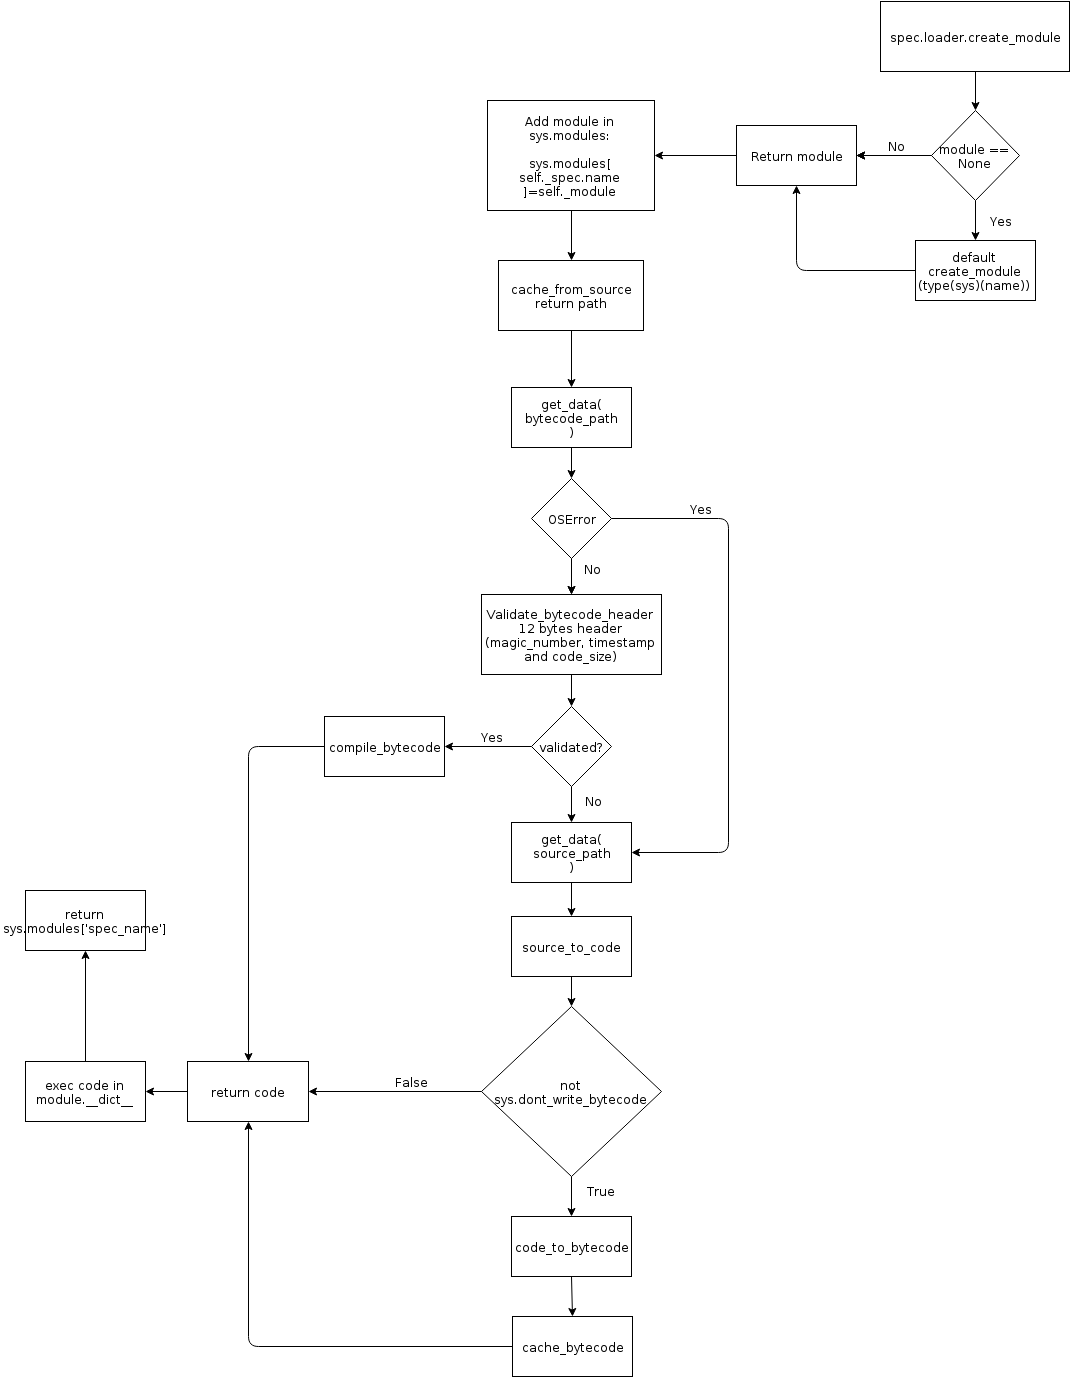 spec.loader.create_module
module ==
None
No
Yes
default
create_module
(type(sys)(name))
Return module
Add module in
sys.modules:
sys.modules[
self._spec.name
]=self._module
cache_from_source
return path
get_data(
bytecode_path
)
OSError
Yes
No
Validate_bytecode_header
12 bytes header
(magic_number, timestamp
and code_size)
validated?
Yes
compile_bytecode
No
get_data(
source_path
)
source_to_code
not
sys.dont_write_bytecode
False
True
code_to_bytecode
cache_bytecode
return code
exec code in
module.__dict__
return
sys.modules['spec_name']